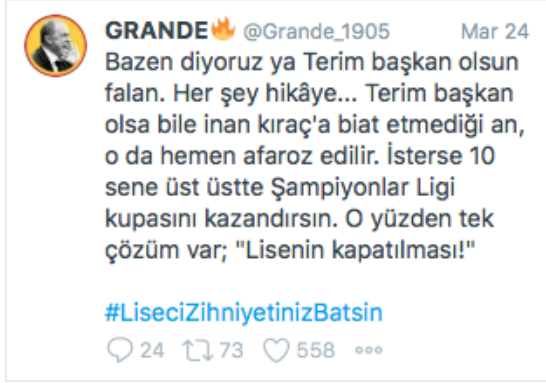 GRANDE🔥 @Grande_1905 Mar 24
Bazen diyoruz ya Terim başkan olsun
falan. Her şey hikâye... Terim başkan
olsa bile inan kıraç'a biat etmediği an,
o da hemen afaroz edilir. İsterse 10
sene üst üstte Şampiyonlar Ligi
kupasını kazandırsın. O yüzden tek
çözüm var; "Lisenin kapatılması!"
#LiseciZihniyetinizBatsin
24 73 558